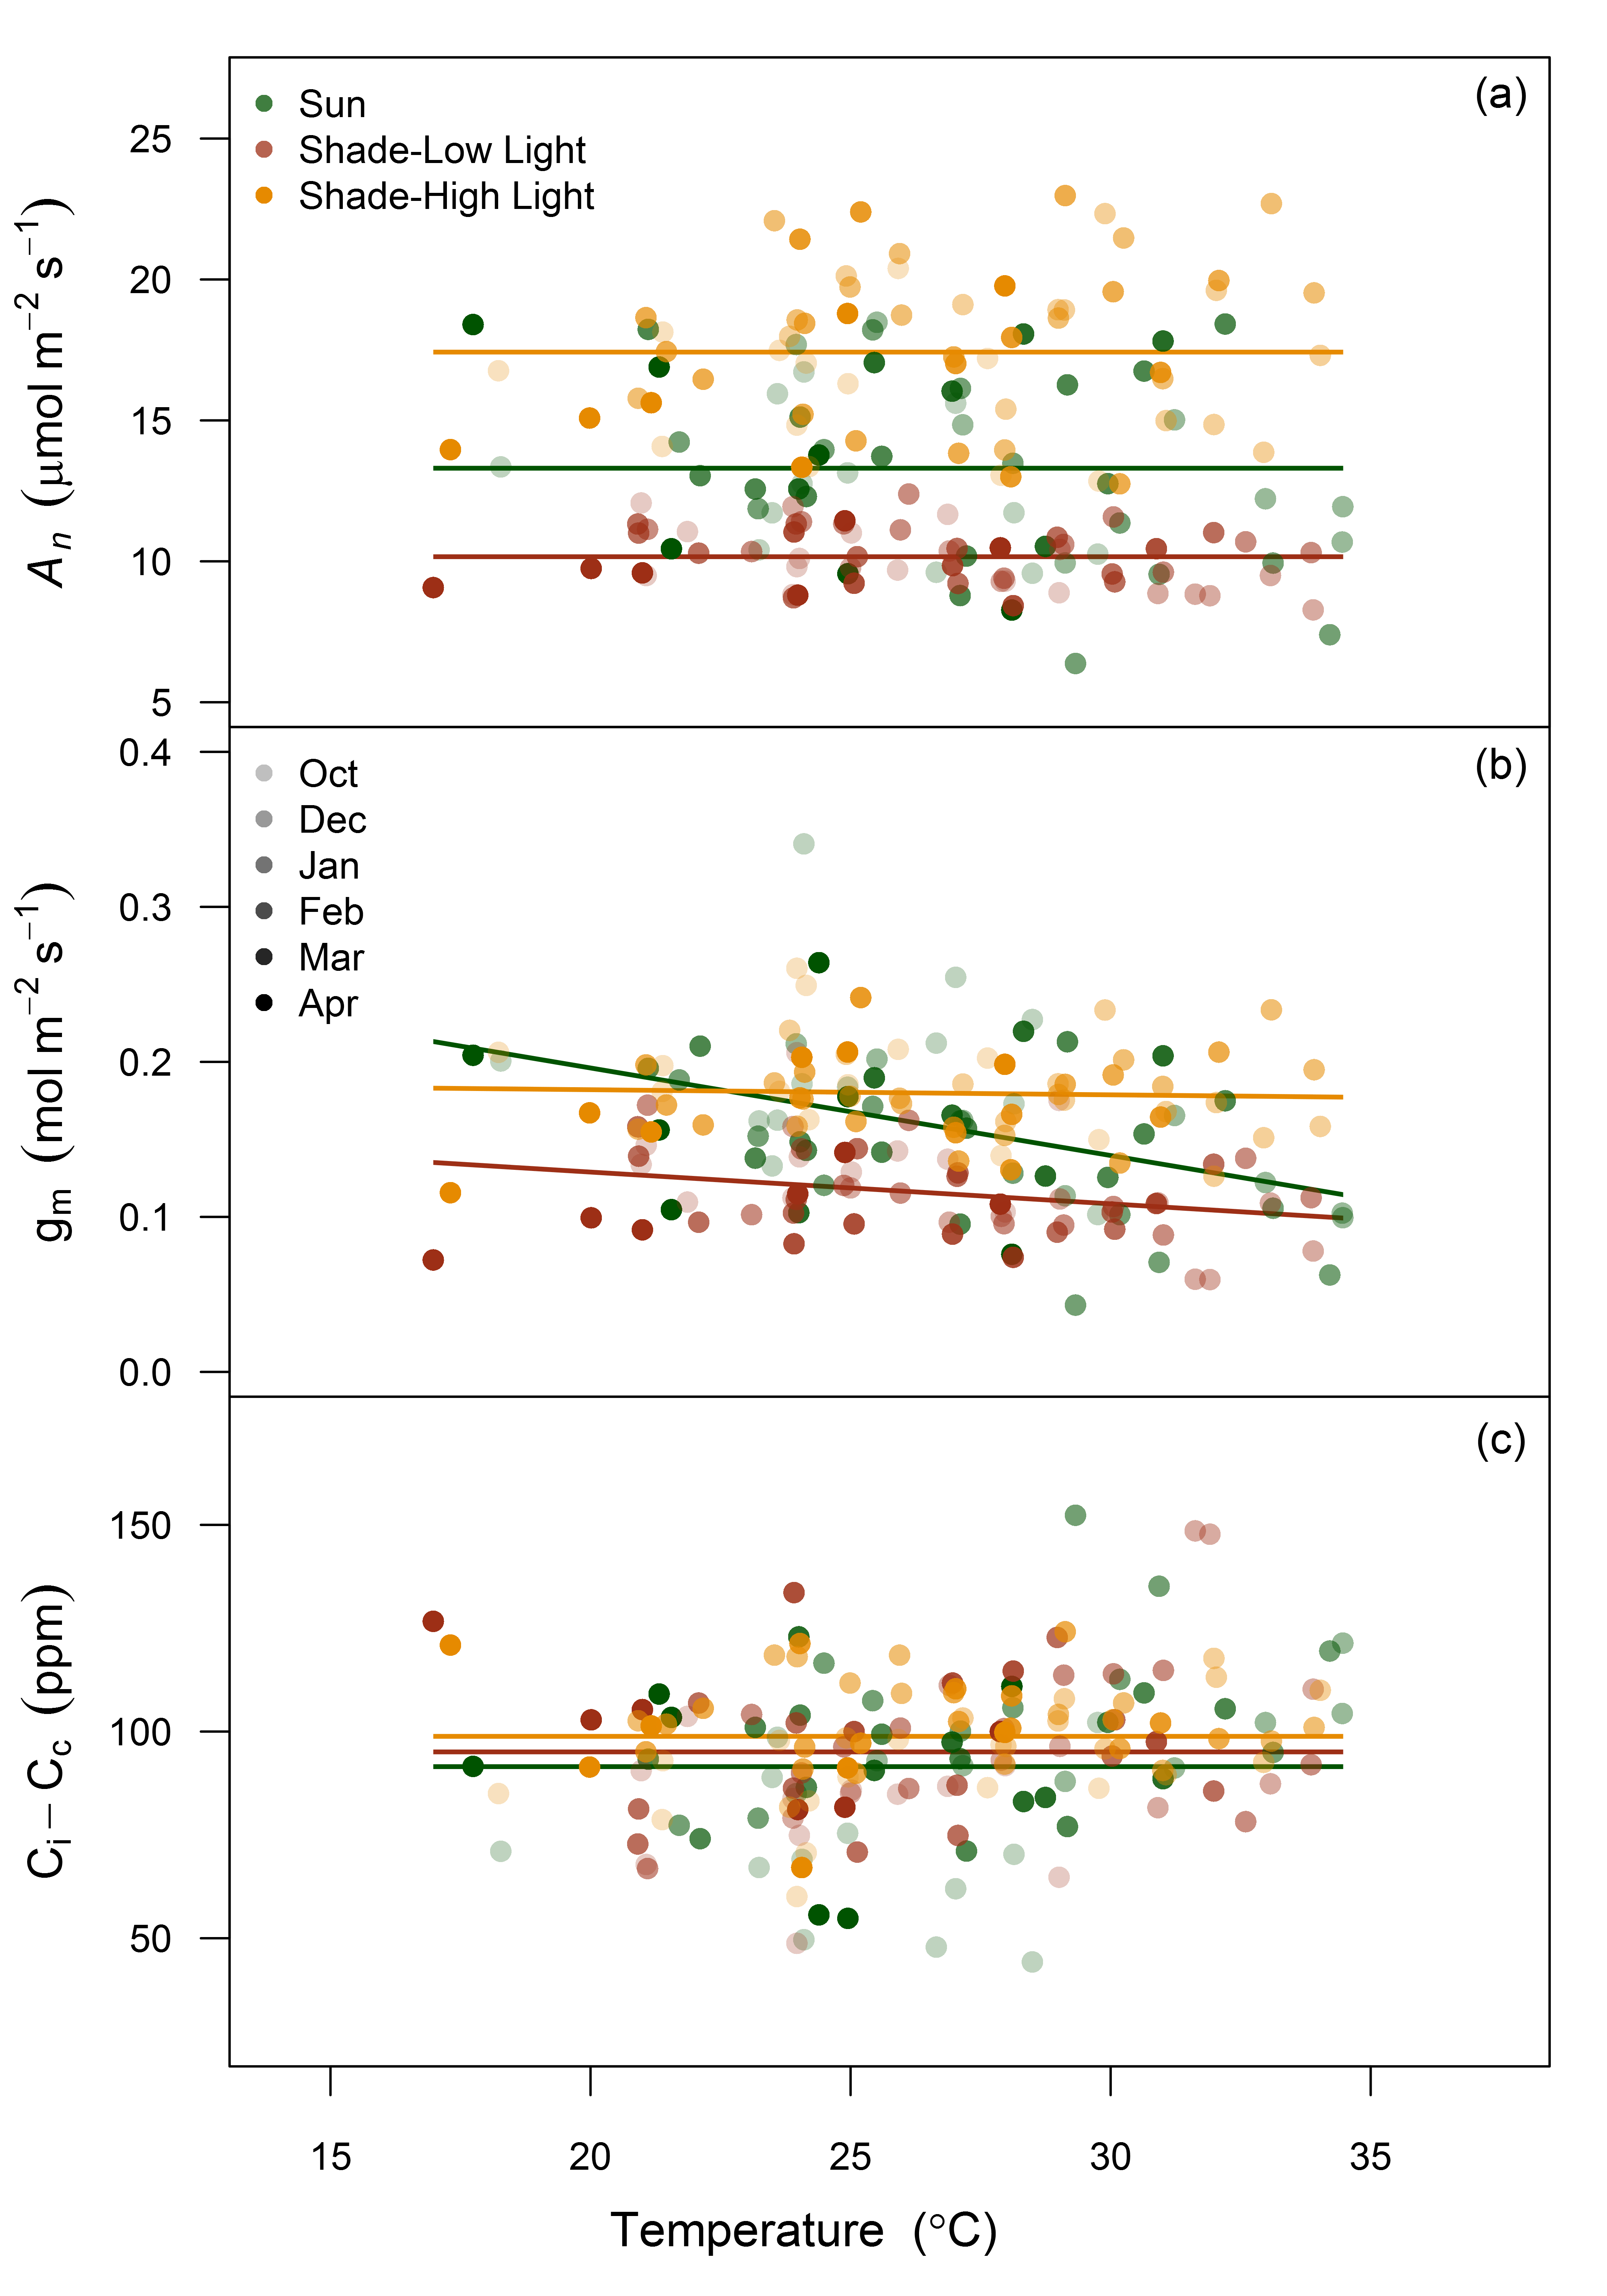 (a)
Sun
Shade-Low Light
Shade-High Light
25
20
15
10
5
An (μmol m−2 s−1)
(b)
Oct
Dec
Jan
Feb
Mar
Apr
0.4
0.3
0.2
0.1
0.0
gm (mol m−2 s−1)
(c)
150
100
50
Ci − Cc (ppm)
15 20 25 30 35
Temperature (°C)